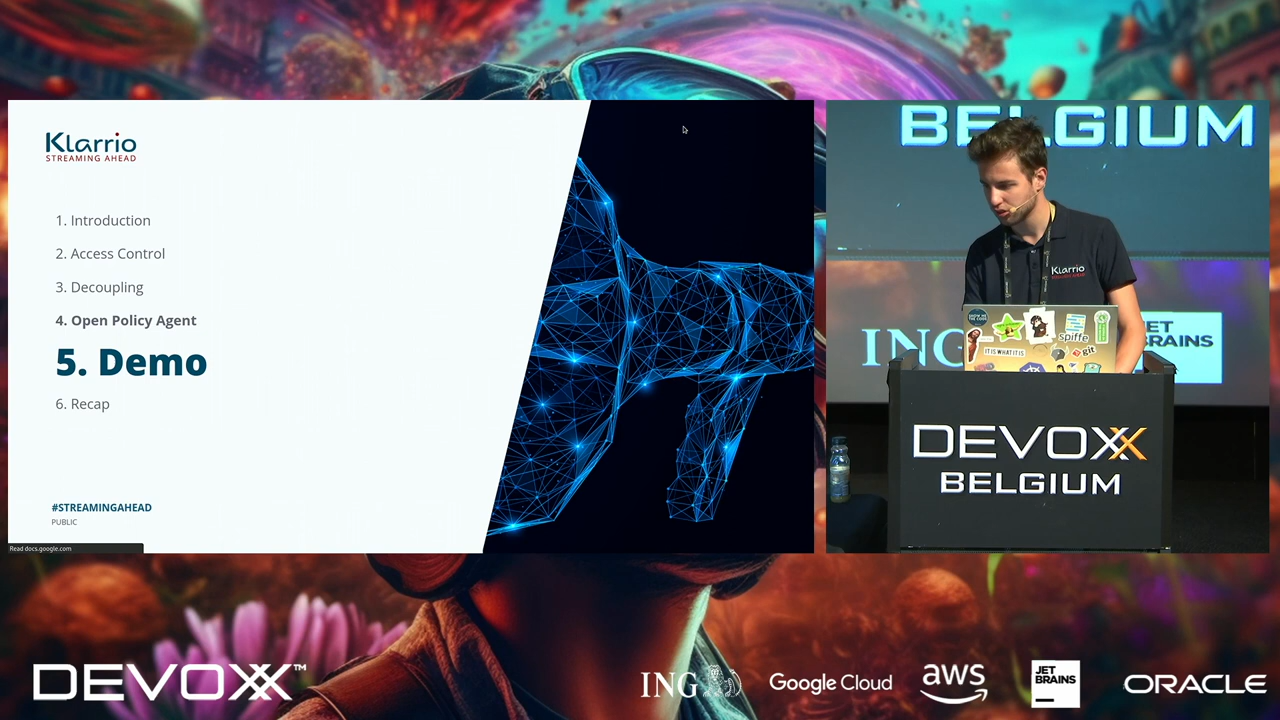 Klarrio
STREAMING AHEAD
1. Introduction
2. Access Control
3. Decoupling
4. Open Policy Agent
5. Demo
6. Recap
#STREAMINGAHEAD
PUBLIC
Read docs.google.com
BELGIUM
Klarrio
Spiffe
IT IS WHAT IT IS
git
ING
JET
BRAINS
DEVOXX
BELGIUM
DEVOXX™
ING
Google Cloud
aws
JET
BRAINS
ORACLE